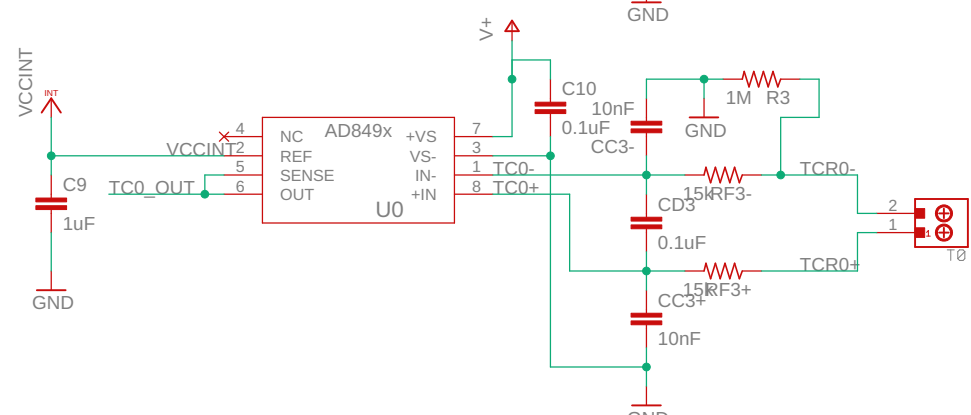 GND
V+
VCCINT
INT
C10
0.1uF
10nF
CC3-
1M
R3
GND
4
NC
AD849x
+VS
7
VCCINT
2
REF
VS-
3
5
SENSE
IN-
1
TC0-
TC0_OUT
6
OUT
+IN
8
TC0+
U0
C9
1uF
GND
15k
RF3-
TCR0-
CD3
0.1uF
2
1
1
T0
TCR0+
15k
RF3+
CC3+
10nF
GND